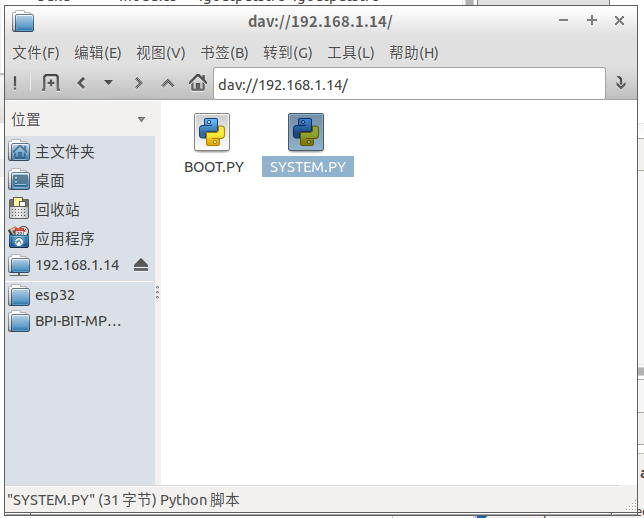 dav://192.168.1.14/
文件(F) 编辑(E) 视图(V) 书签(B) 转到(G) 工具(L) 帮助(H)
dav://192.168.1.14/
位置
主文件夹
桌面
回收站
应用程序
192.168.1.14
esp32
BPI-BIT-MP…
BOOT.PY SYSTEM.PY
"SYSTEM.PY" (31 字节) Python 脚本